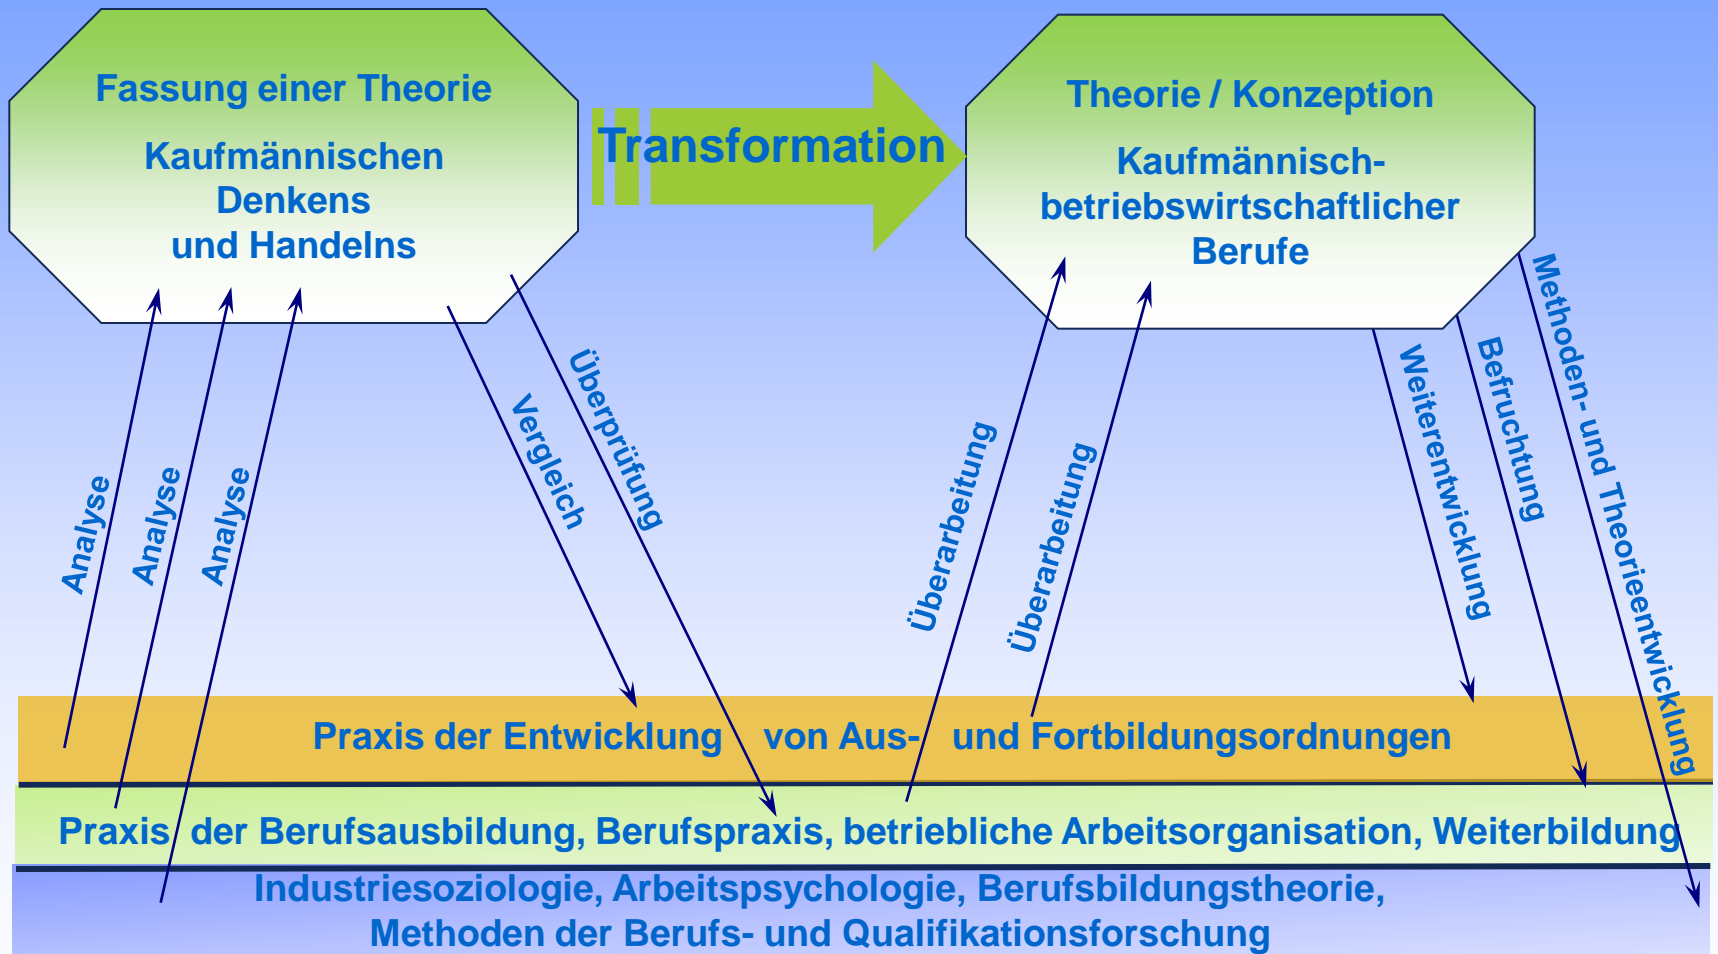 Fassung einer Theorie
Kaufmännischen
Denkens
und Handelns
Transformation
Theorie / Konzeption
Kaufmännisch-
betriebswirtschaftlicher
Berufe
Analyse
Analyse
Analyse
Vergleich
Überprüfung
Überarbeitung
Überarbeitung
Weiterentwicklung
Befruchtung
Methoden- und Theorieentwicklung
Praxis der Entwicklung von Aus- und Fortbildungsordnungen
Praxis der Berufsausbildung, Berufspraxis, betriebliche Arbeitsorganisation, Weiterbildung
Industriesoziologie, Arbeitspsychologie, Berufsbildungstheorie,
Methoden der Berufs- und Qualifikationsforschung